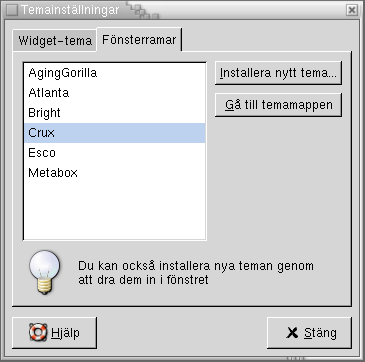 Temainställningar
Widget-tema Fönsterramar
AgingGorilla
Atlanta
Bright
Crux
Esco
Metabox
Installera nytt tema...
Gå till temamappen
Du kan också installera nya teman genom
att dra dem in i fönstret
Hjälp
Stäng